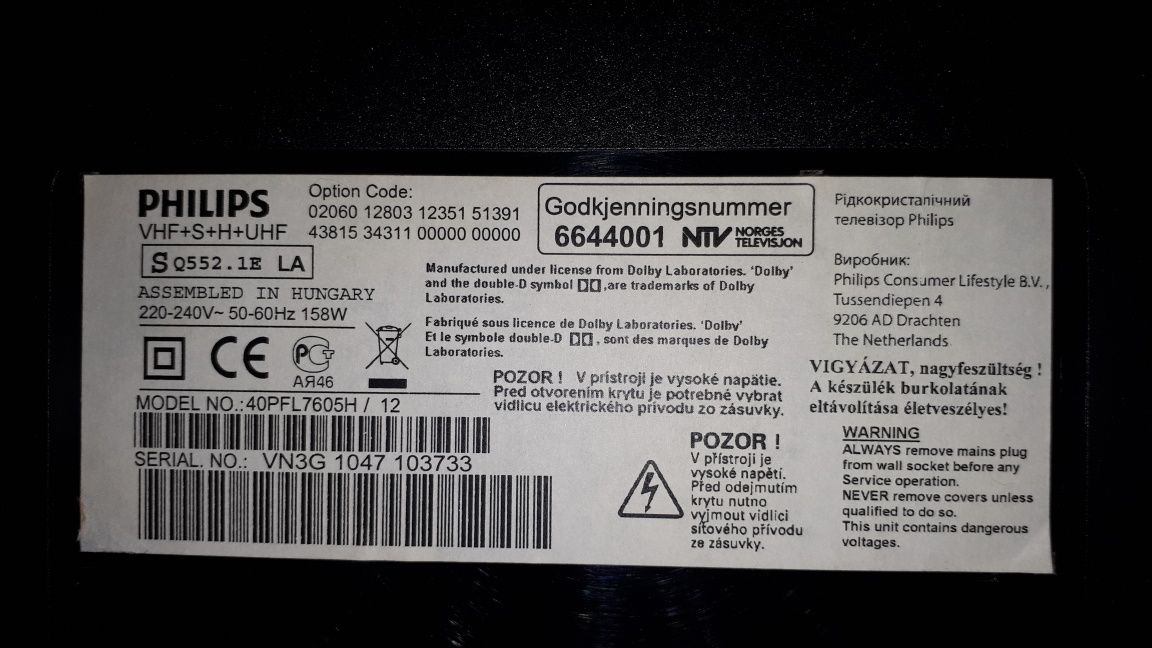 PHILIPS
VHF+S+H+UHF
S Q552.1E LA
ASSEMBLED IN HUNGARY
220-240V~ 50-60Hz 158W
Option Code:
02060 12803 12351 51391
43815 34311 00000 00000
Godkjenningsnummer
6644001 NTV NORGES
TELEVISJON
Manufactured under license from Dolby Laboratories. ‘Dolby’
and the double-D symbol ,are trademarks of Dolby
Laboratories.
Fabriqué sous licence de Dolby Laboratories. ‘Dolby’
Et le symbole double-D , sont des marques de Dolby
Laboratories.
CE
АЯ46
MODEL NO.:40PFL7605H / 12
SERIAL. NO.: VN3G 1047 103733
POZOR ! V prístroji je vysoké napätie.
Pred otvorením krytu je potrebné vybrat
vidlicu elektrického prívodu zo zásuvky.
POZOR !
V přístroji je
vysoké napětí.
Před odejmutím
krytu nutno
vyjmout vidlici
síťového přívodu
ze zásuvky.
Рідкокристалічний
телевізор Philips
Виробник:
Philips Consumer Lifestyle B.V.,
Tussendiepen 4
9206 AD Drachten
The Netherlands
VIGYÁZAT, nagyfeszültség !
A készülék burkolatának
eltávolítása életveszélyes!
WARNING
ALWAYS remove mains plug
from wall socket before any
Service operation.
NEVER remove covers unless
qualified to do so.
This unit contains dangerous
voltages.